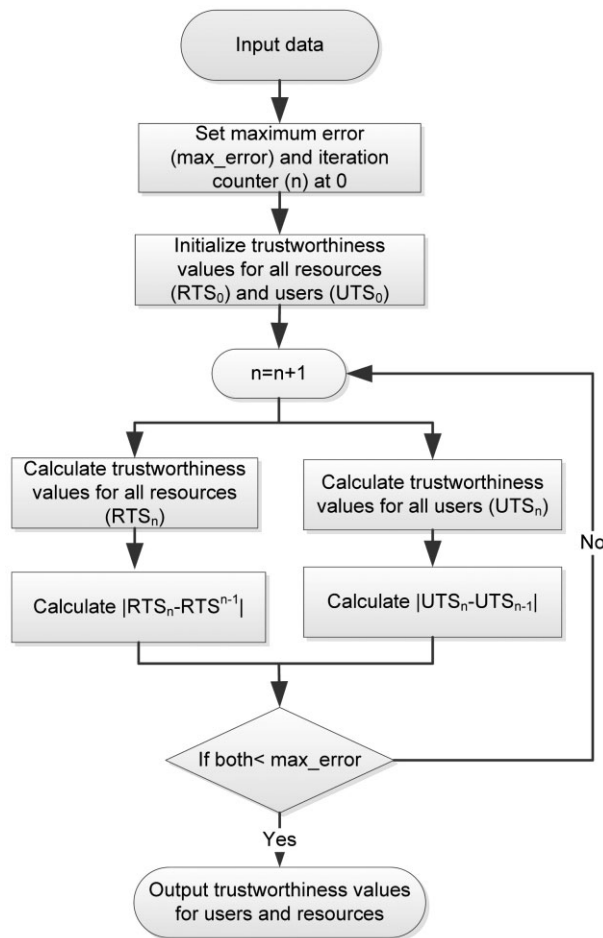 Input data
Set maximum error
(max_error) and iteration
counter (n) at 0
Initialize trustworthiness
values for all resources
(RTS₀) and users (UTS₀)
n=n+1
Calculate trustworthiness
values for all resources
(RTSₙ)
Calculate trustworthiness
values for all users (UTSₙ)
No
Calculate |RTSₙ-RTSⁿ⁻¹|
Calculate |UTSₙ-UTSₙ₋₁|
If both< max_error
Yes
Output trustworthiness values
for users and resources